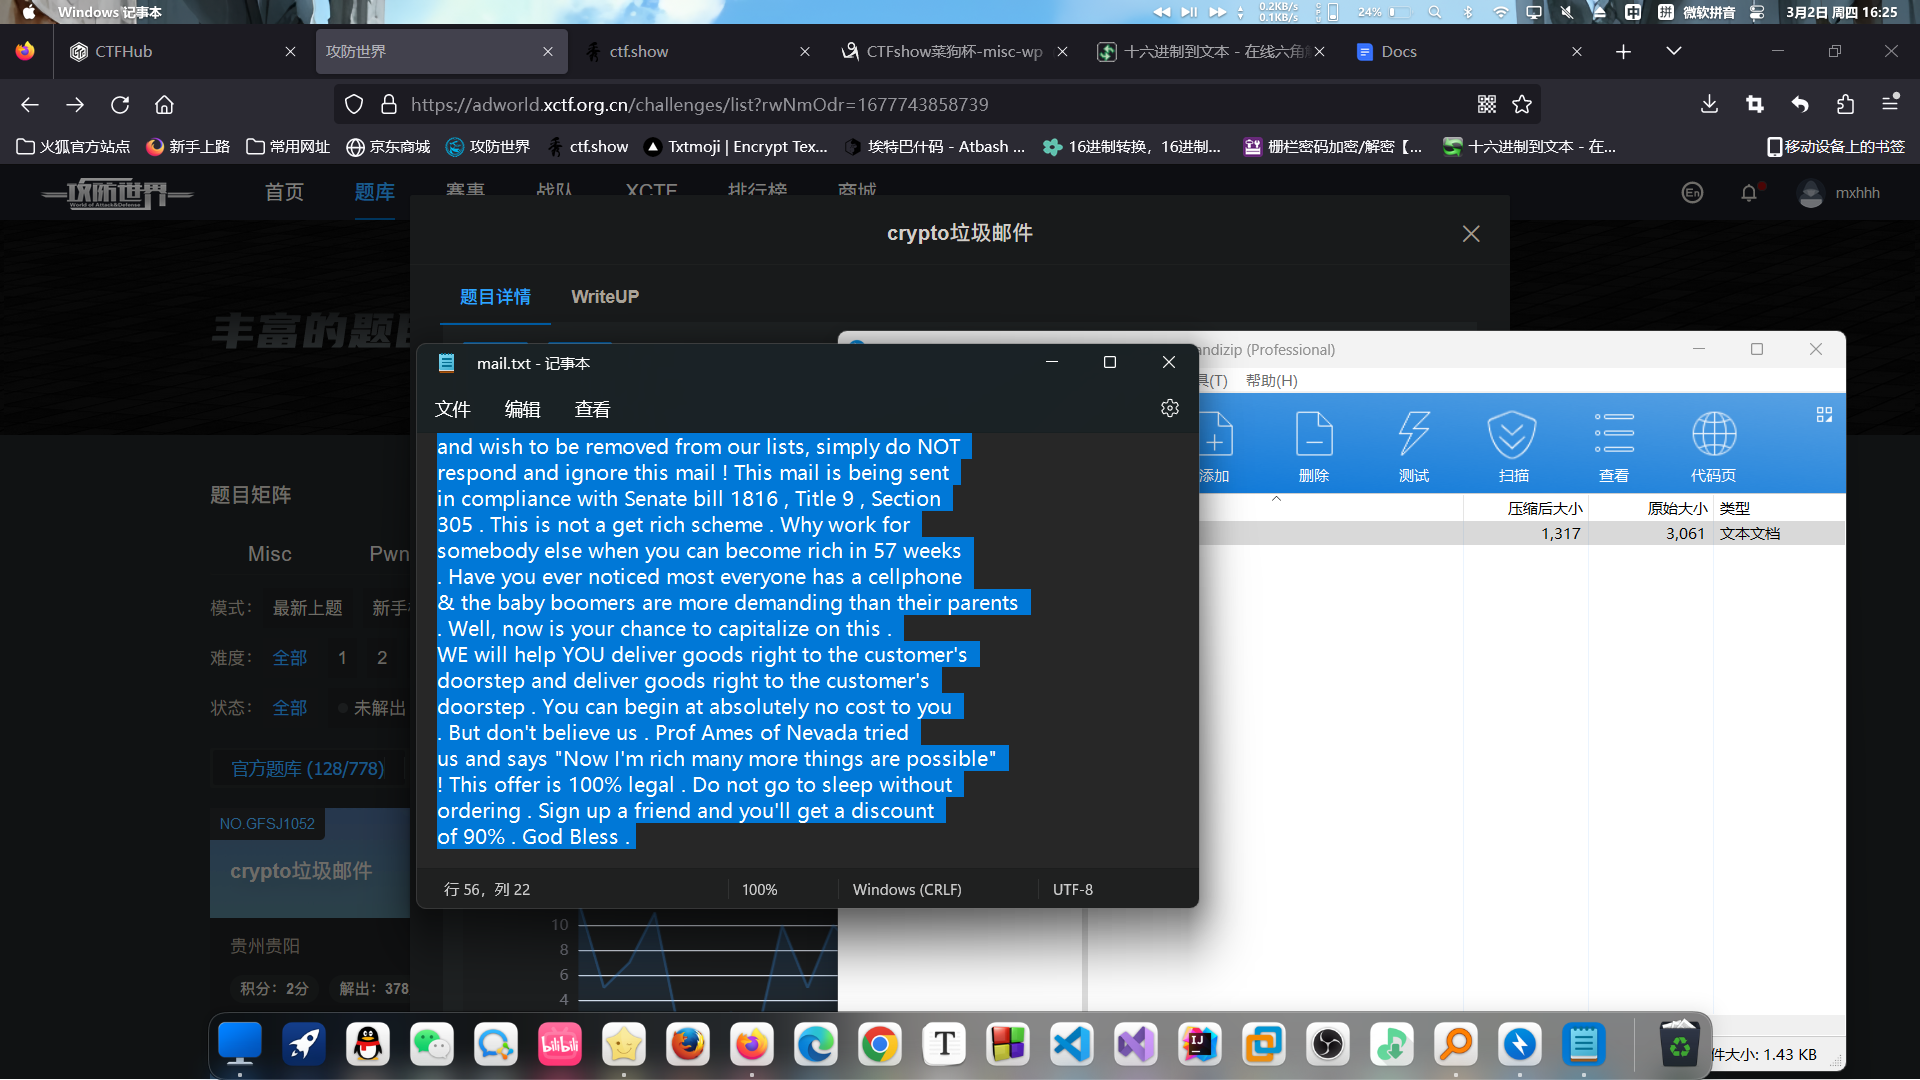 Windows 记事本
0.2KB/s
0.1KB/s
24%
中
拼
微软拼音
3月2日 周四 16:25
CTFHub
攻防世界
ctf.show
CTFshow菜狗杯-misc-wp
十六进制到文本 - 在线六角
Docs
https://adworld.xctf.org.cn/challenges/list?rwNmOdr=1677743858739
火狐官方站点
新手上路
常用网址
京东商城
攻防世界
ctf.show
Txtmoji | Encrypt Tex...
埃特巴什码 - Atbash ...
16进制转换，16进制...
栅栏密码加密/解密【...
十六进制到文本 - 在...
移动设备上的书签
攻防世界
World of Attack&Defense
首页
题库
赛事
战队
XCTF
排行榜
商城
En
mxhhh
crypto垃圾邮件
题目详情
WriteUP
丰富的题目
andizip (Professional)
mail.txt - 记事本
具(T)
帮助(H)
文件
编辑
查看
添加
删除
测试
扫描
查看
代码页
压缩后大小
原始大小
类型
1,317
3,061
文本文档
and wish to be removed from our lists, simply do NOT
respond and ignore this mail ! This mail is being sent
in compliance with Senate bill 1816 , Title 9 , Section
305 . This is not a get rich scheme . Why work for
somebody else when you can become rich in 57 weeks
. Have you ever noticed most everyone has a cellphone
& the baby boomers are more demanding than their parents
. Well, now is your chance to capitalize on this .
WE will help YOU deliver goods right to the customer's
doorstep and deliver goods right to the customer's
doorstep . You can begin at absolutely no cost to you
. But don't believe us . Prof Ames of Nevada tried
us and says "Now I'm rich many more things are possible"
! This offer is 100% legal . Do not go to sleep without
ordering . Sign up a friend and you'll get a discount
of 90% . God Bless .
行 56，列 22
100%
Windows (CRLF)
UTF-8
题目矩阵
Misc
Pwn
模式：
最新上题
新手
难度：
全部
1
2
状态：
全部
未解出
官方题库 (128/778)
NO.GFSJ1052
crypto垃圾邮件
贵州贵阳
积分：2分
解出：378
10
8
6
4
bilibili
T
IJ
件大小: 1.43 KB